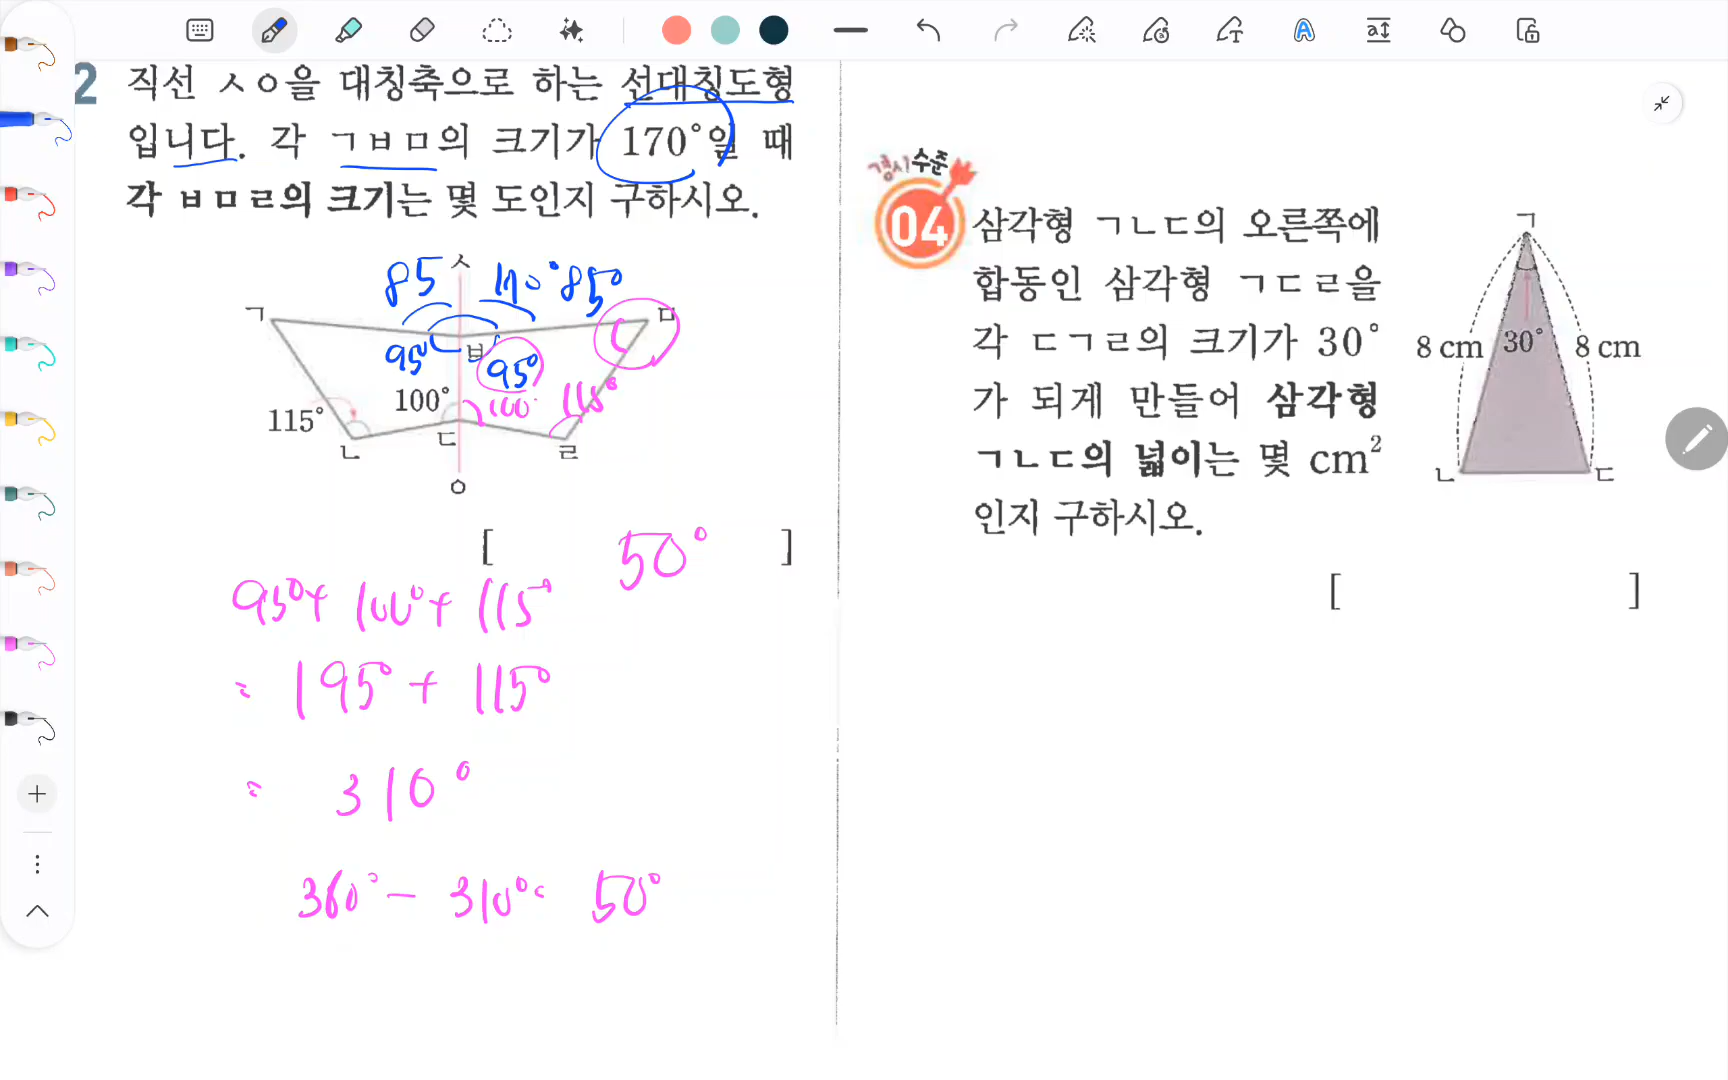 2 직선 ㅅㅇ을 대칭축으로 하는 선대칭도형
입니다. 각 ㄱㅂㅁ의 크기가 170°일 때
각 ㅂㅁㄹ의 크기는 몇 도인지 구하시오.
ㅅ
85
85°
ㄱ
ㅁ
95°
ㅂ
95°
100°
100°
115°
115°
ㄴ
ㄷ
ㄹ
ㅇ
[ 50° ]
95°+ 100°+ 115°
= 195° + 115°
= 310°
360° - 310° = 50°
경시 수준
04 삼각형 ㄱㄴㄷ의 오른쪽에
합동인 삼각형 ㄱㄷㄹ을
각 ㄷㄱㄹ의 크기가 30°
가 되게 만들어 삼각형
ㄱㄴㄷ의 넓이는 몇 cm²
인지 구하시오.
ㄱ
8 cm 30° 8 cm
ㄴ ㄷ
[ ]